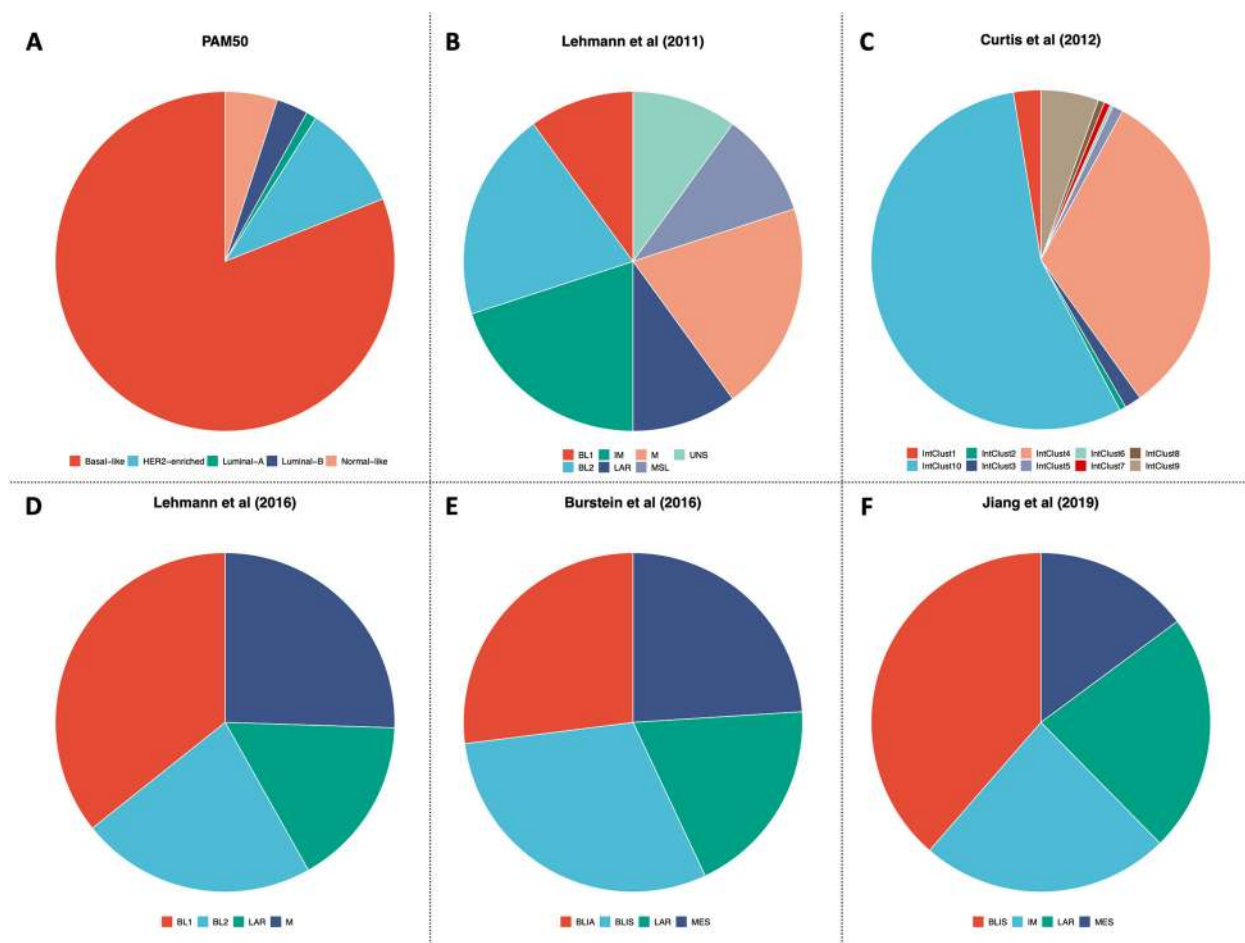 A
PAM50
Basal-like HER2-enriched Luminal-A Luminal-B Normal-like
B
Lehmann et al (2011)
BL1 IM M UNS
BL2 LAR MSL
C
Curtis et al (2012)
IntClust1 IntClust2 IntClust4 IntClust6 IntClust8
IntClust10 IntClust3 IntClust5 IntClust7 IntClust9
D
Lehmann et al (2016)
BL1 BL2 LAR M
E
Burstein et al (2016)
BLIA BLIS LAR MES
F
Jiang et al (2019)
BLIS IM LAR MES